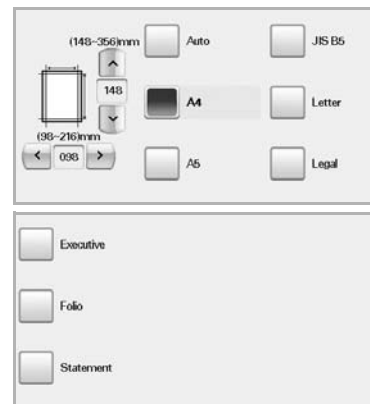 (148~356)mm
Auto
JIS B5
148
A4
Letter
(98~216)mm
098
A5
Legal
Executive
Folio
Statement